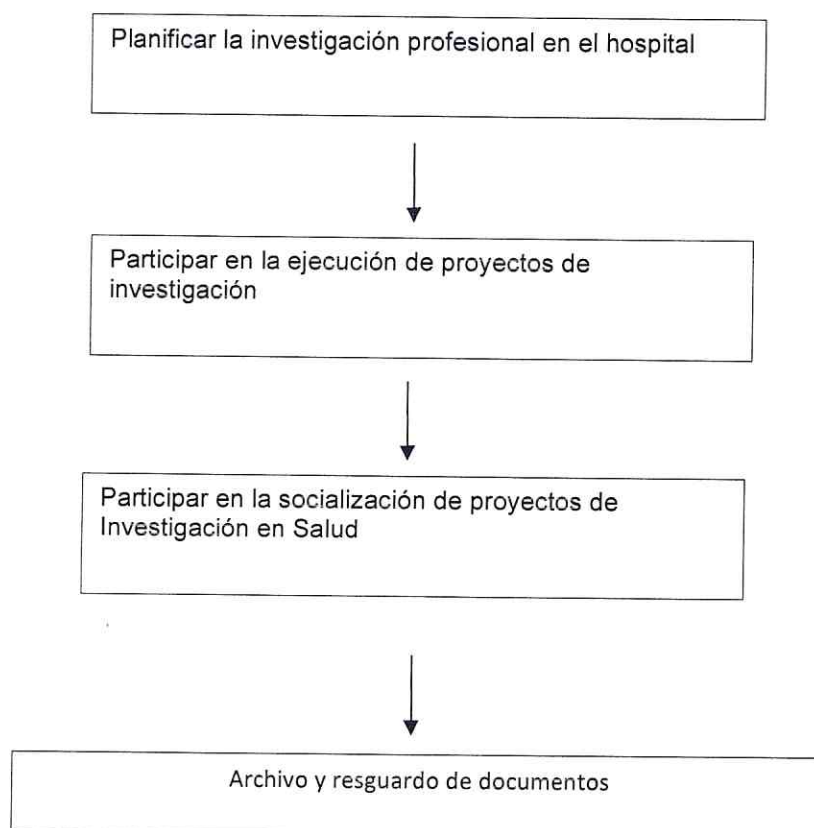 Planificar la investigación profesional en el hospital
Participar en la ejecución de proyectos de
investigación
Participar en la socialización de proyectos de
Investigación en Salud
Archivo y resguardo de documentos